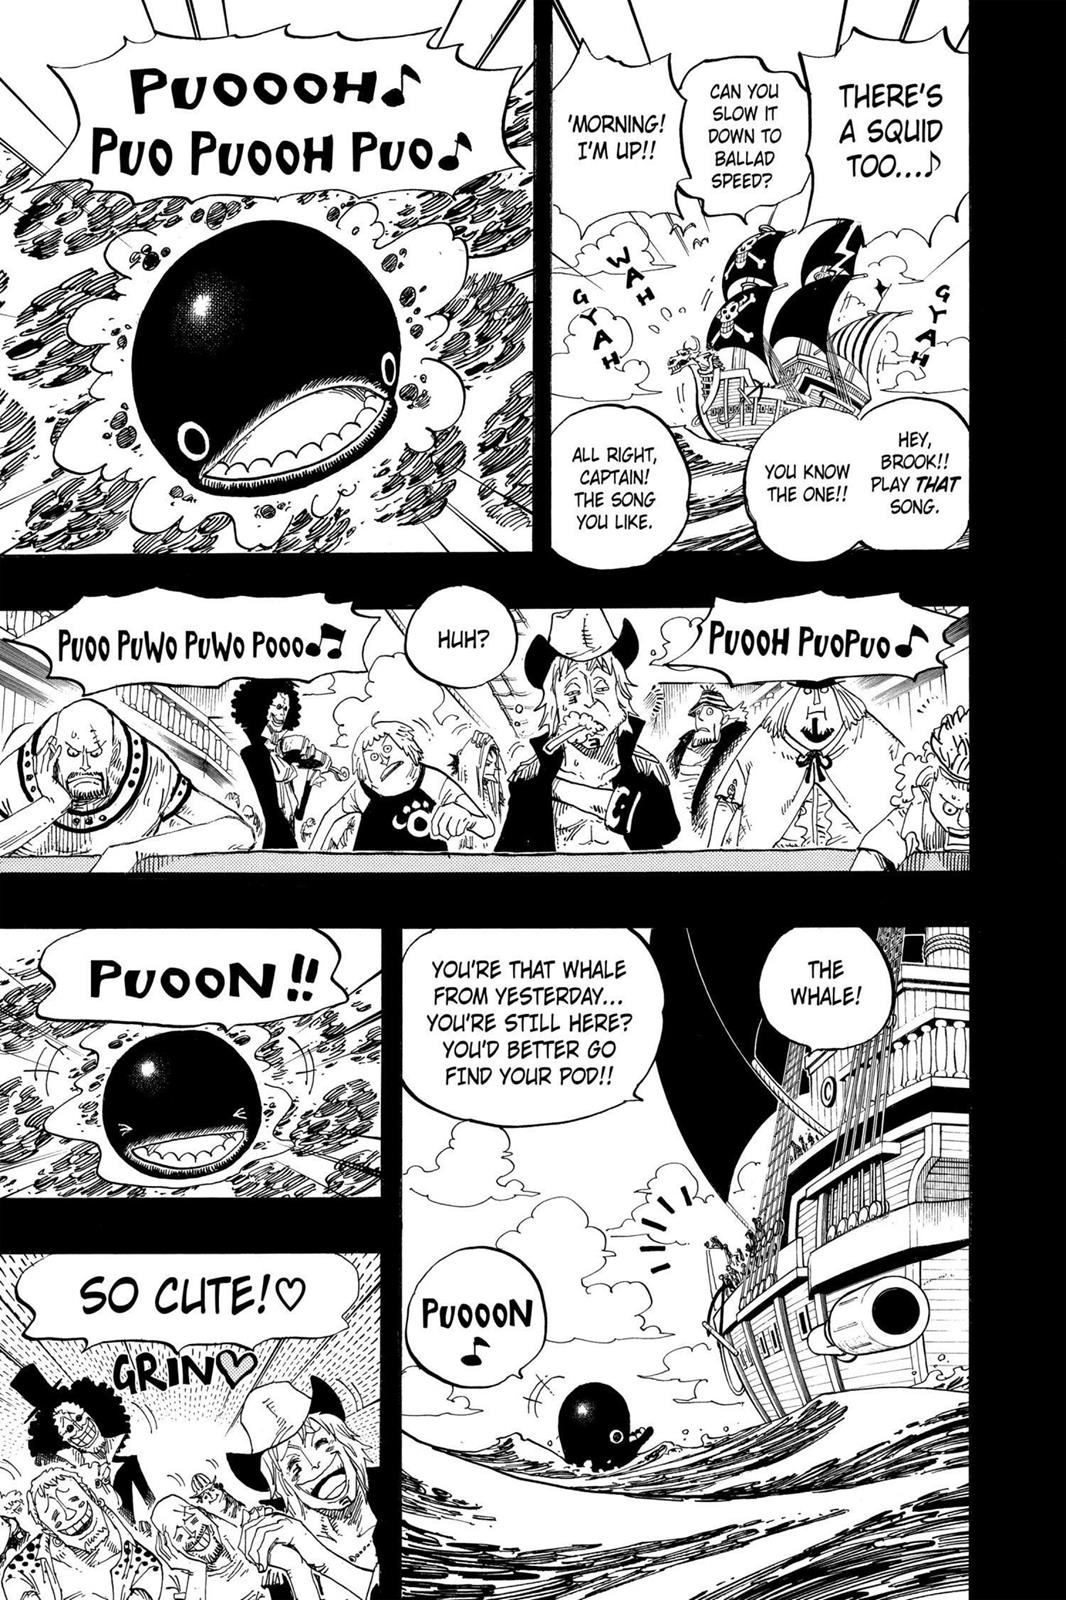 THERE'S
A SQUID
TOO...♪
CAN YOU
SLOW IT
DOWN TO
BALLAD
SPEED?
'MORNING!
I'M UP!!
GYAH
WAH
GYAH
HEY,
BROOK!!
PLAY THAT
SONG.
YOU KNOW
THE ONE!!
ALL RIGHT,
CAPTAIN!
THE SONG
YOU LIKE.
PUOOOH♪
PUO PUOOH PUO♪
PUOOH PUOPUO♪
HUH?
PUOO PUWO PUWO POOO♫
THE
WHALE!
YOU'RE THAT WHALE
FROM YESTERDAY...
YOU'RE STILL HERE?
YOU'D BETTER GO
FIND YOUR POD!!
PUOOON
♪
PUOON!!
SO CUTE!♡
GRIN♡